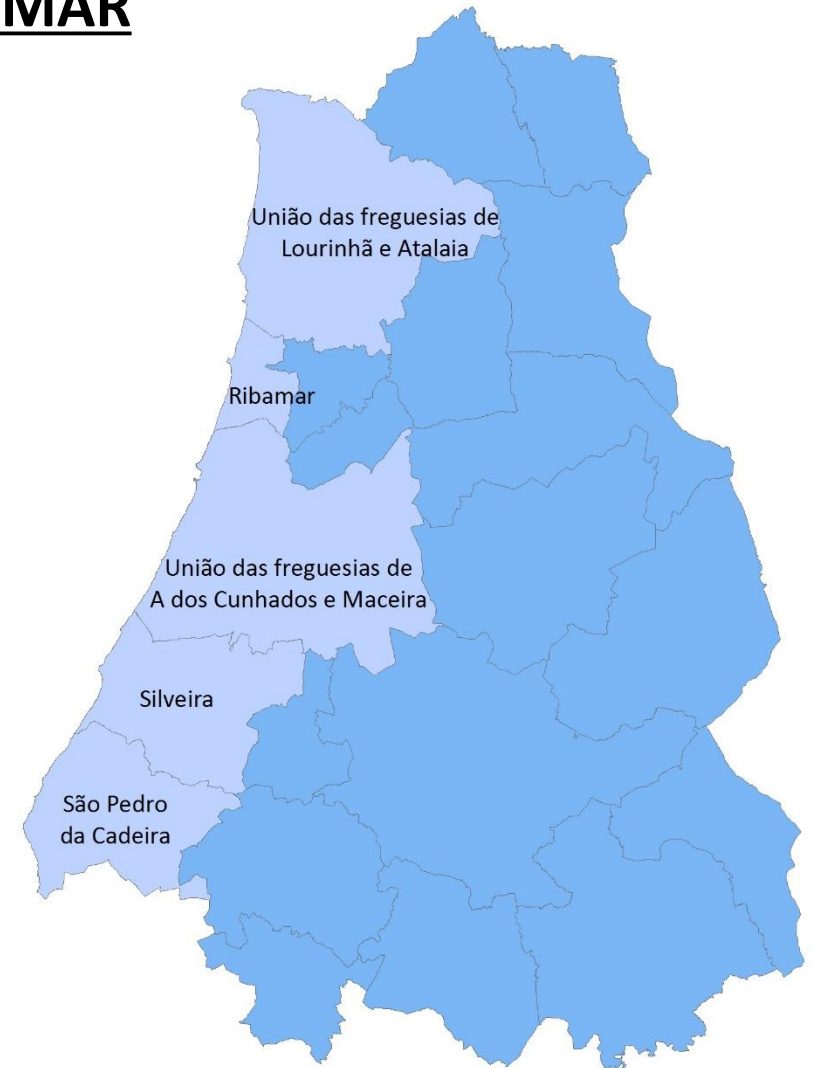 MAR
União das freguesias de
Lourinhã e Atalaia
Ribamar
União das freguesias de
A dos Cunhados e Maceira
Silveira
São Pedro
da Cadeira